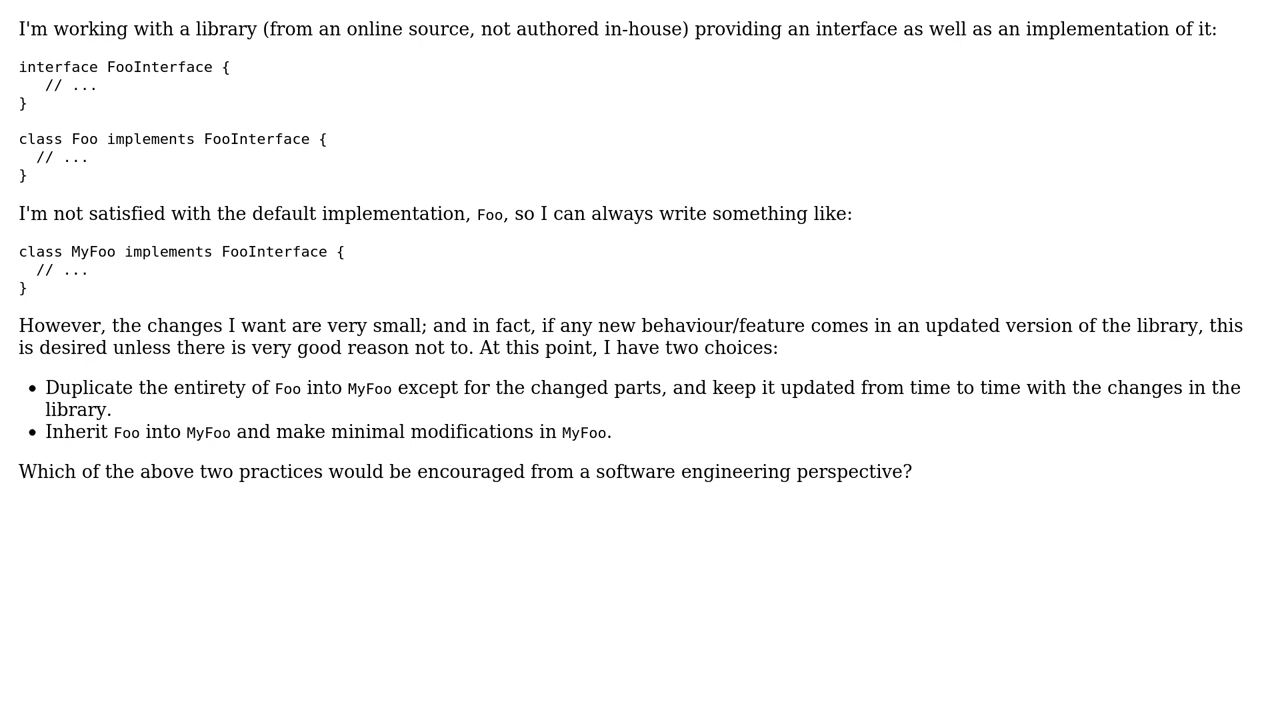 I'm working with a library (from an online source, not authored in-house) providing an interface as well as an implementation of it:
interface FooInterface {
   // ...
}
class Foo implements FooInterface {
  // ...
}
I'm not satisfied with the default implementation, Foo, so I can always write something like:
class MyFoo implements FooInterface {
  // ...
}
However, the changes I want are very small; and in fact, if any new behaviour/feature comes in an updated version of the library, this
is desired unless there is very good reason not to. At this point, I have two choices:
• Duplicate the entirety of Foo into MyFoo except for the changed parts, and keep it updated from time to time with the changes in the
library.
• Inherit Foo into MyFoo and make minimal modifications in MyFoo.
Which of the above two practices would be encouraged from a software engineering perspective?